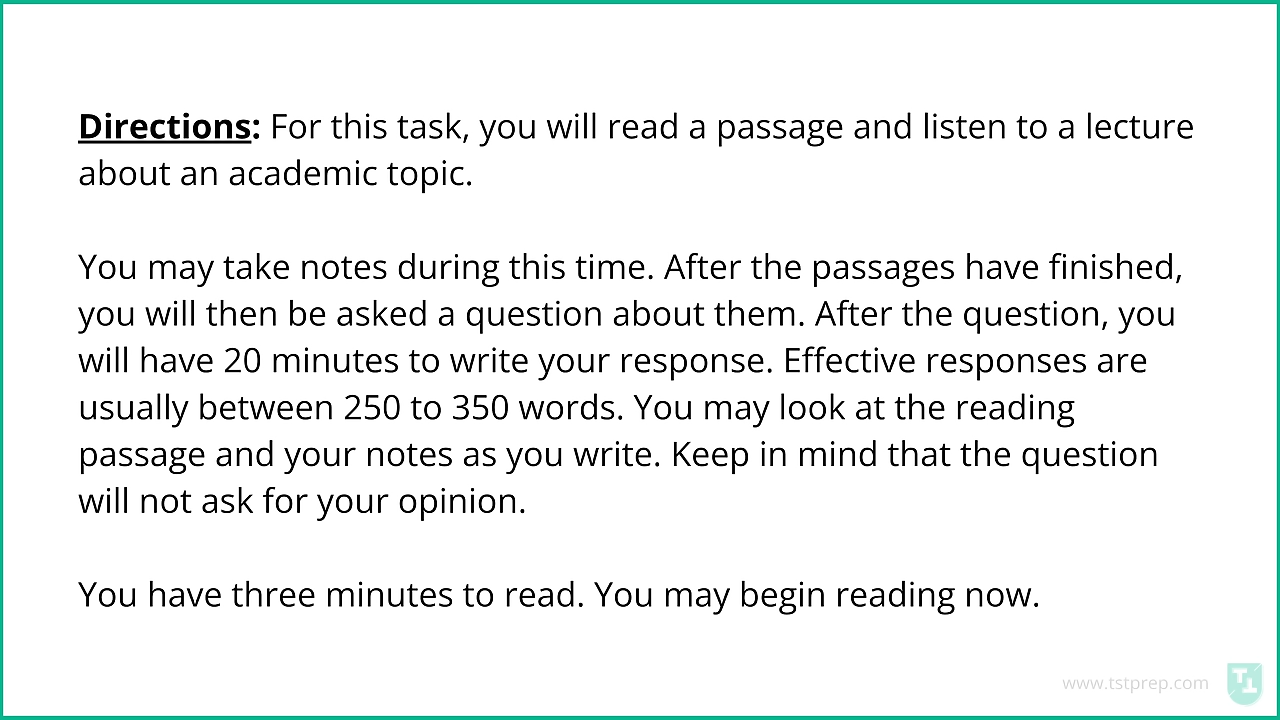 Directions: For this task, you will read a passage and listen to a lecture
about an academic topic.
You may take notes during this time. After the passages have finished,
you will then be asked a question about them. After the question, you
will have 20 minutes to write your response. Effective responses are
usually between 250 to 350 words. You may look at the reading
passage and your notes as you write. Keep in mind that the question
will not ask for your opinion.
You have three minutes to read. You may begin reading now.
www.tstprep.com